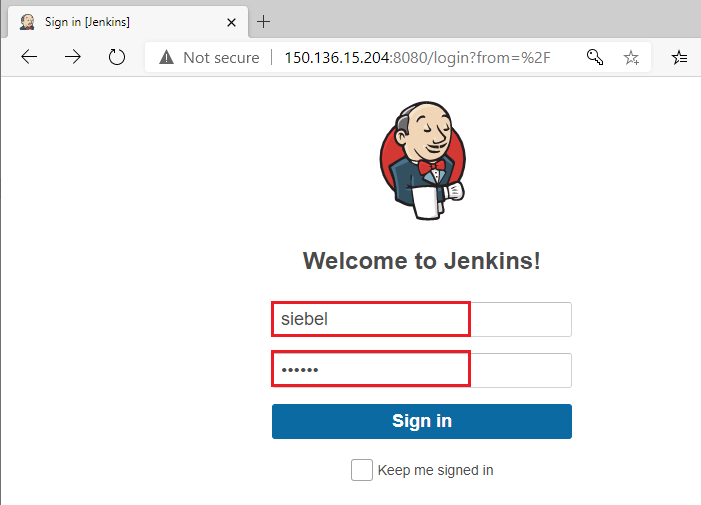 Sign in [Jenkins]
Not secure | 150.136.15.204:8080/login?from=%2F
Welcome to Jenkins!
siebel
••••••
Sign in
Keep me signed in